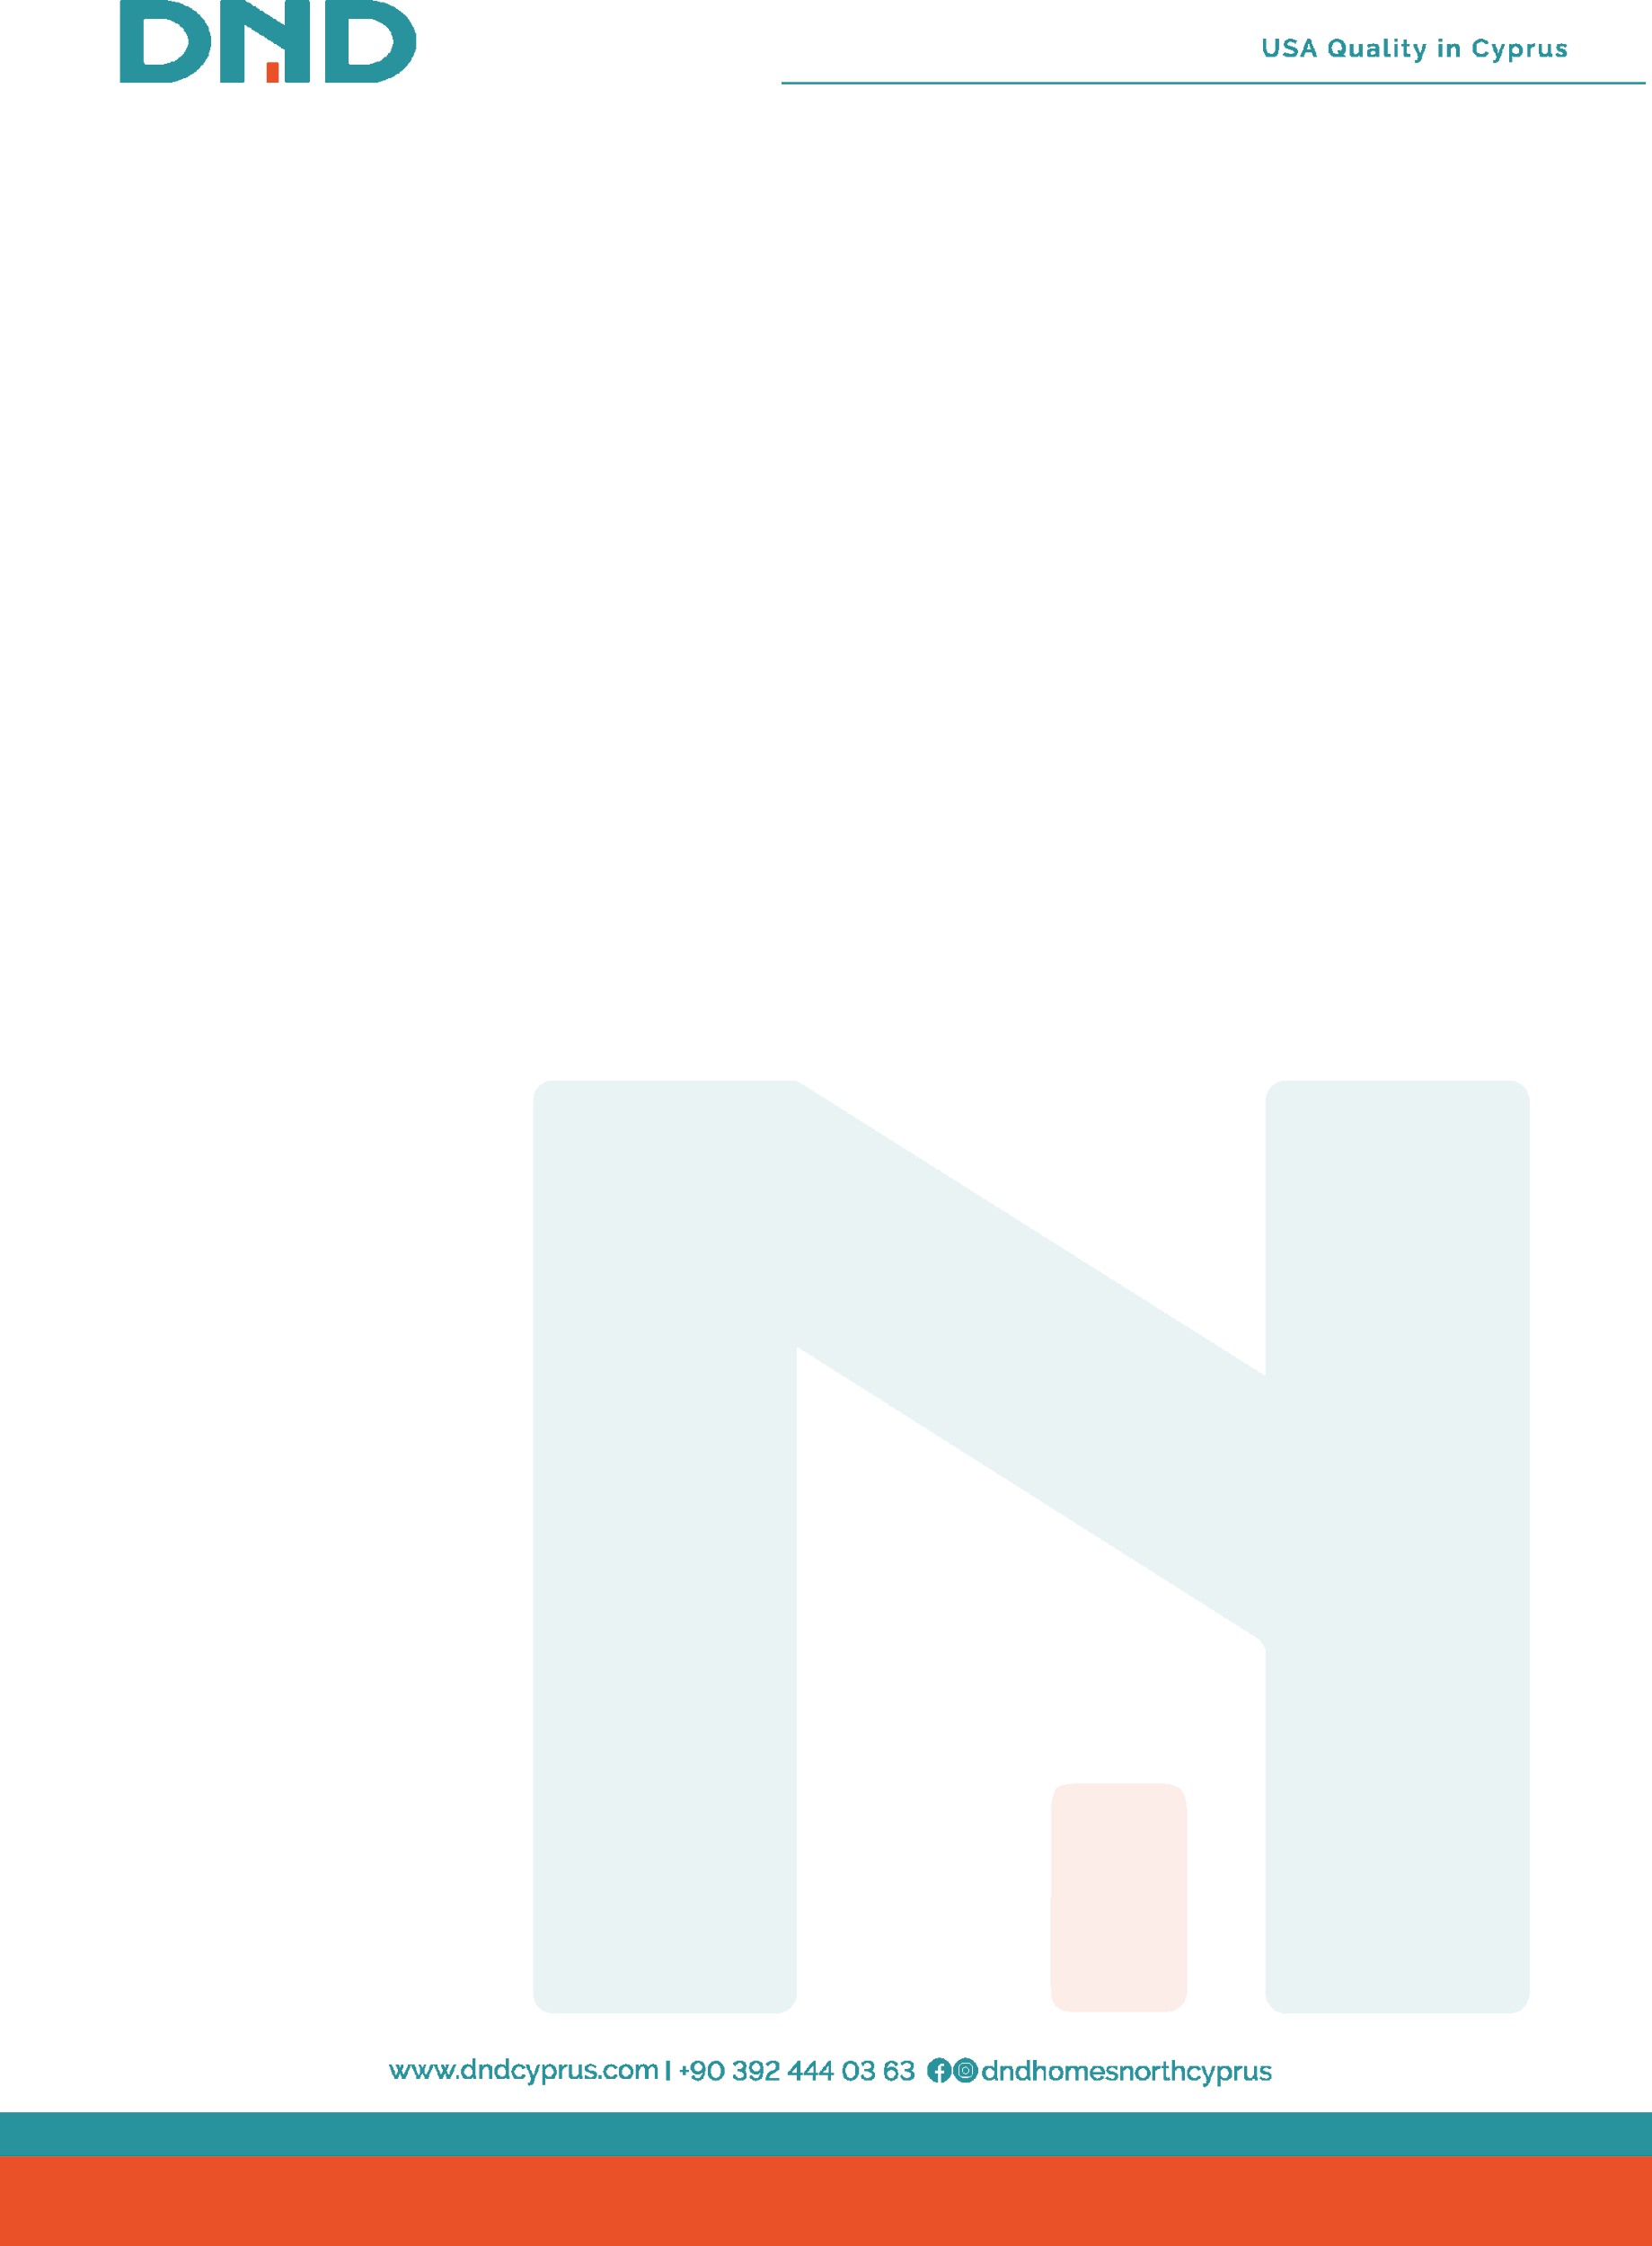 DND
USA Quality in Cyprus
www.dndcyprus.com | +90 392 444 03 63 dndhomesnorthcyprus